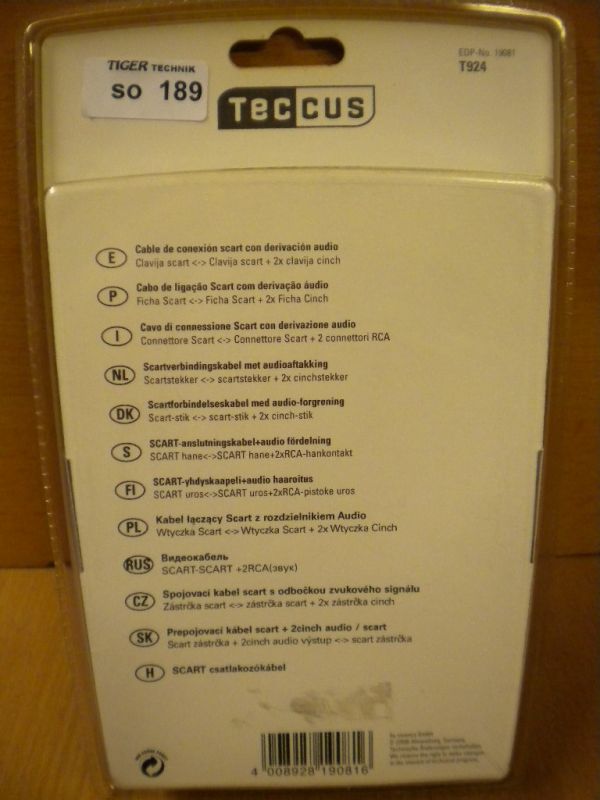 TIGER TECHNIK
so 189
TECCUS
EDP-No. 19081
T924
E
Cable de conexión scart con derivación audio
Clavija scart <-> Clavija scart + 2x clavija cinch
P
Cabo de ligação Scart com derivação áudio
Ficha Scart <-> Ficha Scart + 2x Ficha Cinch
I
Cavo di connessione Scart con derivazione audio
Connettore Scart <-> Connettore Scart + 2 connettori RCA
NL
Scartverbindingskabel met audioaftakking
Scartstekker <-> scartstekker + 2x cinchstekker
DK
Scartforbindelseskabel med audio-forgrening
Scart-stik <-> scart-stik + 2x cinch-stik
S
SCART-anslutningskabel+audio fördelning
SCART hane<->SCART hane+2xRCA-hankontakt
FI
SCART-yhdyskaapeli+audio haaroitus
SCART uros<->SCART uros+2xRCA-pistoke uros
PL
Kabel łączący Scart z rozdzielnikiem Audio
Wtyczka Scart <-> Wtyczka Scart + 2x Wtyczka Cinch
RUS
Видеокабель
SCART-SCART +2RCA(звук)
CZ
Spojovací kabel scart s odbočkou zvukového signálu
Zástrčka scart <-> zástrčka scart + 2x zástrčka cinch
SK
Prepojovací kábel scart + 2cinch audio / scart
Scart zástrčka + 2cinch audio výstup <-> scart zástrčka
H
SCART csatlakozókábel
4 008928 190816